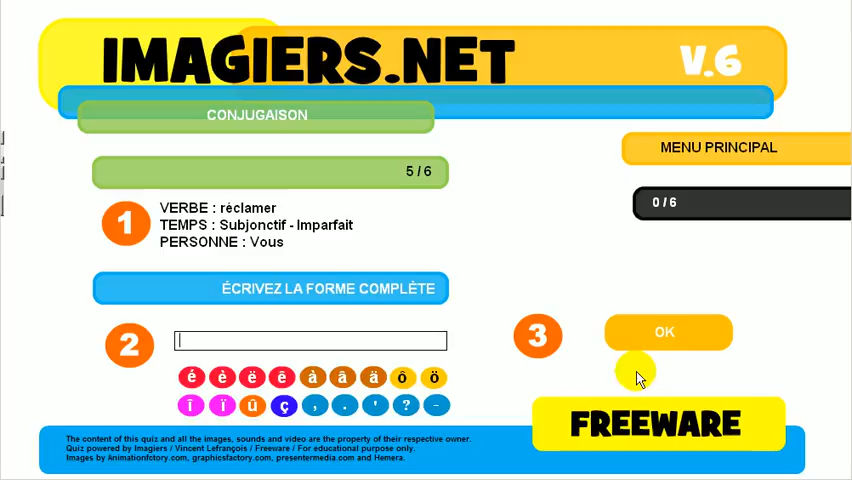 IMAGIERS.NET
V.6
CONJUGAISON
MENU PRINCIPAL
5 / 6
0 / 6
1
VERBE : réclamer
TEMPS : Subjonctif - Imparfait
PERSONNE : Vous
ÉCRIVEZ LA FORME COMPLÈTE
2
3
OK
é è ë ê à â ä ô ö
î ï û ç , . ' ? -
FREEWARE
The content of this quiz and all the images, sounds and video are the property of their respective owner.
Quiz powered by Imagiers / Vincent Lefrançois / Freeware / For educational purpose only.
Images by Animationfctory.com, graphicsfactory.com, presentermedia.com and Hemera.